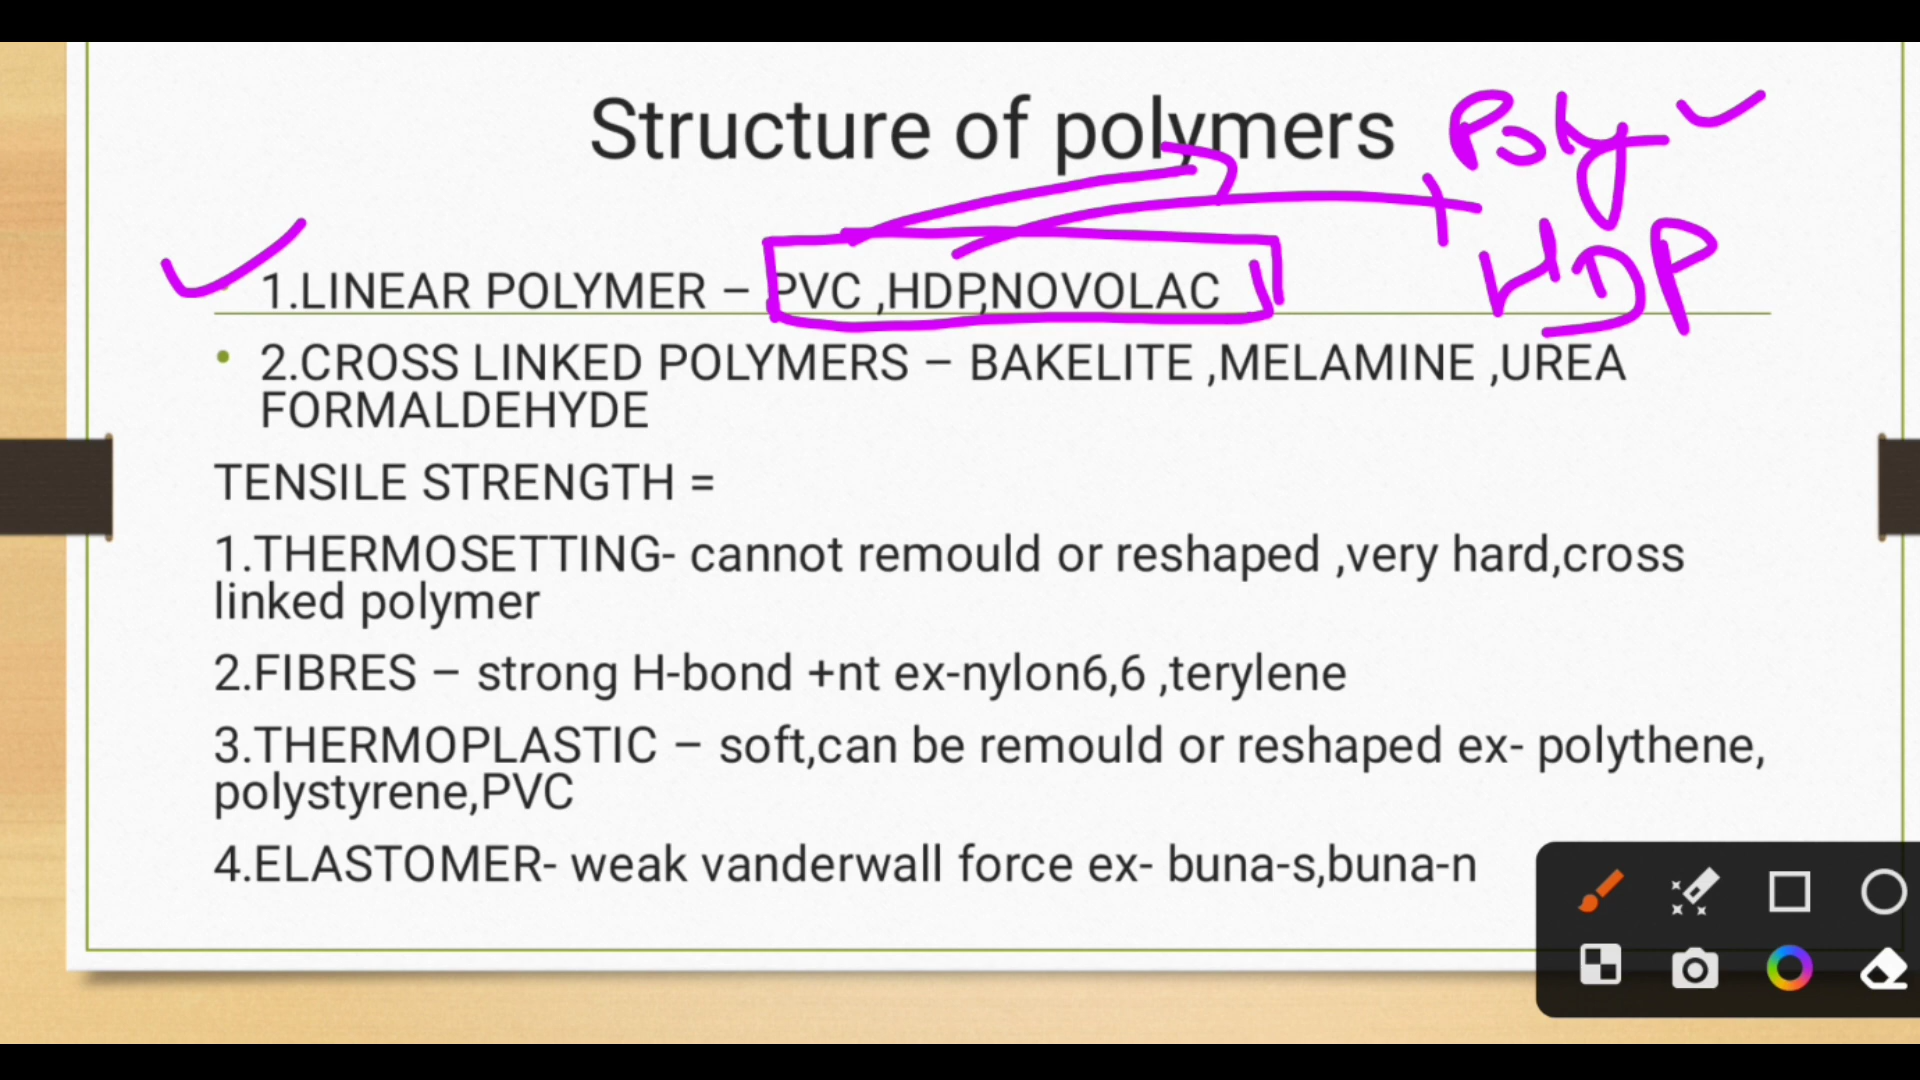 Structure of polymers
Poly
HDP
1.LINEAR POLYMER – PVC ,HDP,NOVOLAC
2.CROSS LINKED POLYMERS – BAKELITE ,MELAMINE ,UREA
FORMALDEHYDE
TENSILE STRENGTH =
1.THERMOSETTING- cannot remould or reshaped ,very hard,cross
linked polymer
2.FIBRES – strong H-bond +nt ex-nylon6,6 ,terylene
3.THERMOPLASTIC – soft,can be remould or reshaped ex- polythene,
polystyrene,PVC
4.ELASTOMER- weak vanderwall force ex- buna-s,buna-n